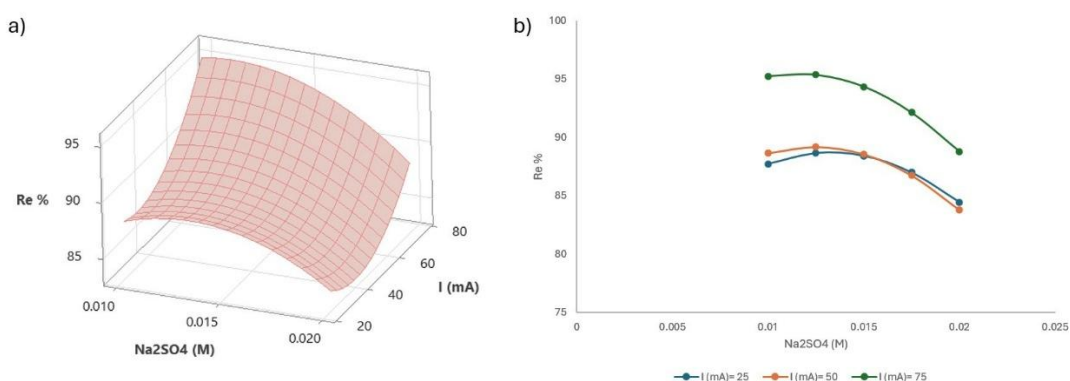 a)
95
90
85
Re %
0.010
0.015
0.020
Na2SO4 (M)
20
40
60
80
I (mA)
b)
100
95
90
85
80
75
Re %
0
0.005
0.01
0.015
0.02
0.025
Na2SO4 (M)
I (mA)= 25
I (mA)= 50
I (mA)= 75